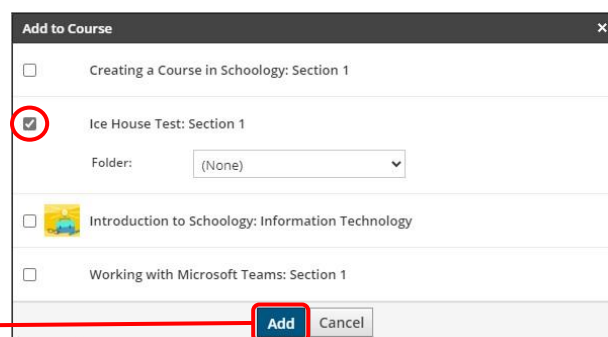 Add to Course ×
Creating a Course in Schoology: Section 1
Ice House Test: Section 1
Folder: (None)
Introduction to Schoology: Information Technology
Working with Microsoft Teams: Section 1
Add Cancel